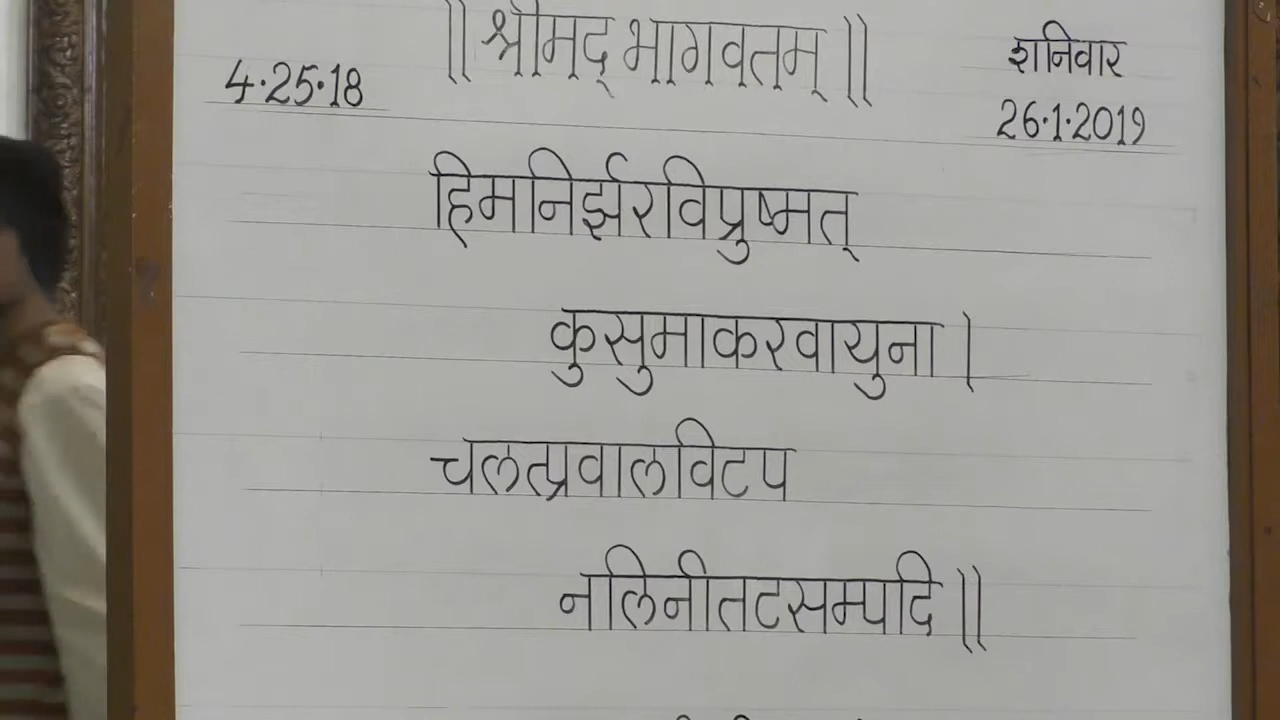 ॥ श्रीमद् भागवतम् ॥
शनिवार
4·25·18
26·1·2019
हिमनिर्झरविप्रुष्मत्
कुसुमाकरवायुना ।
चलत्प्रवालविटप
नलिनीतटसम्पदि ॥